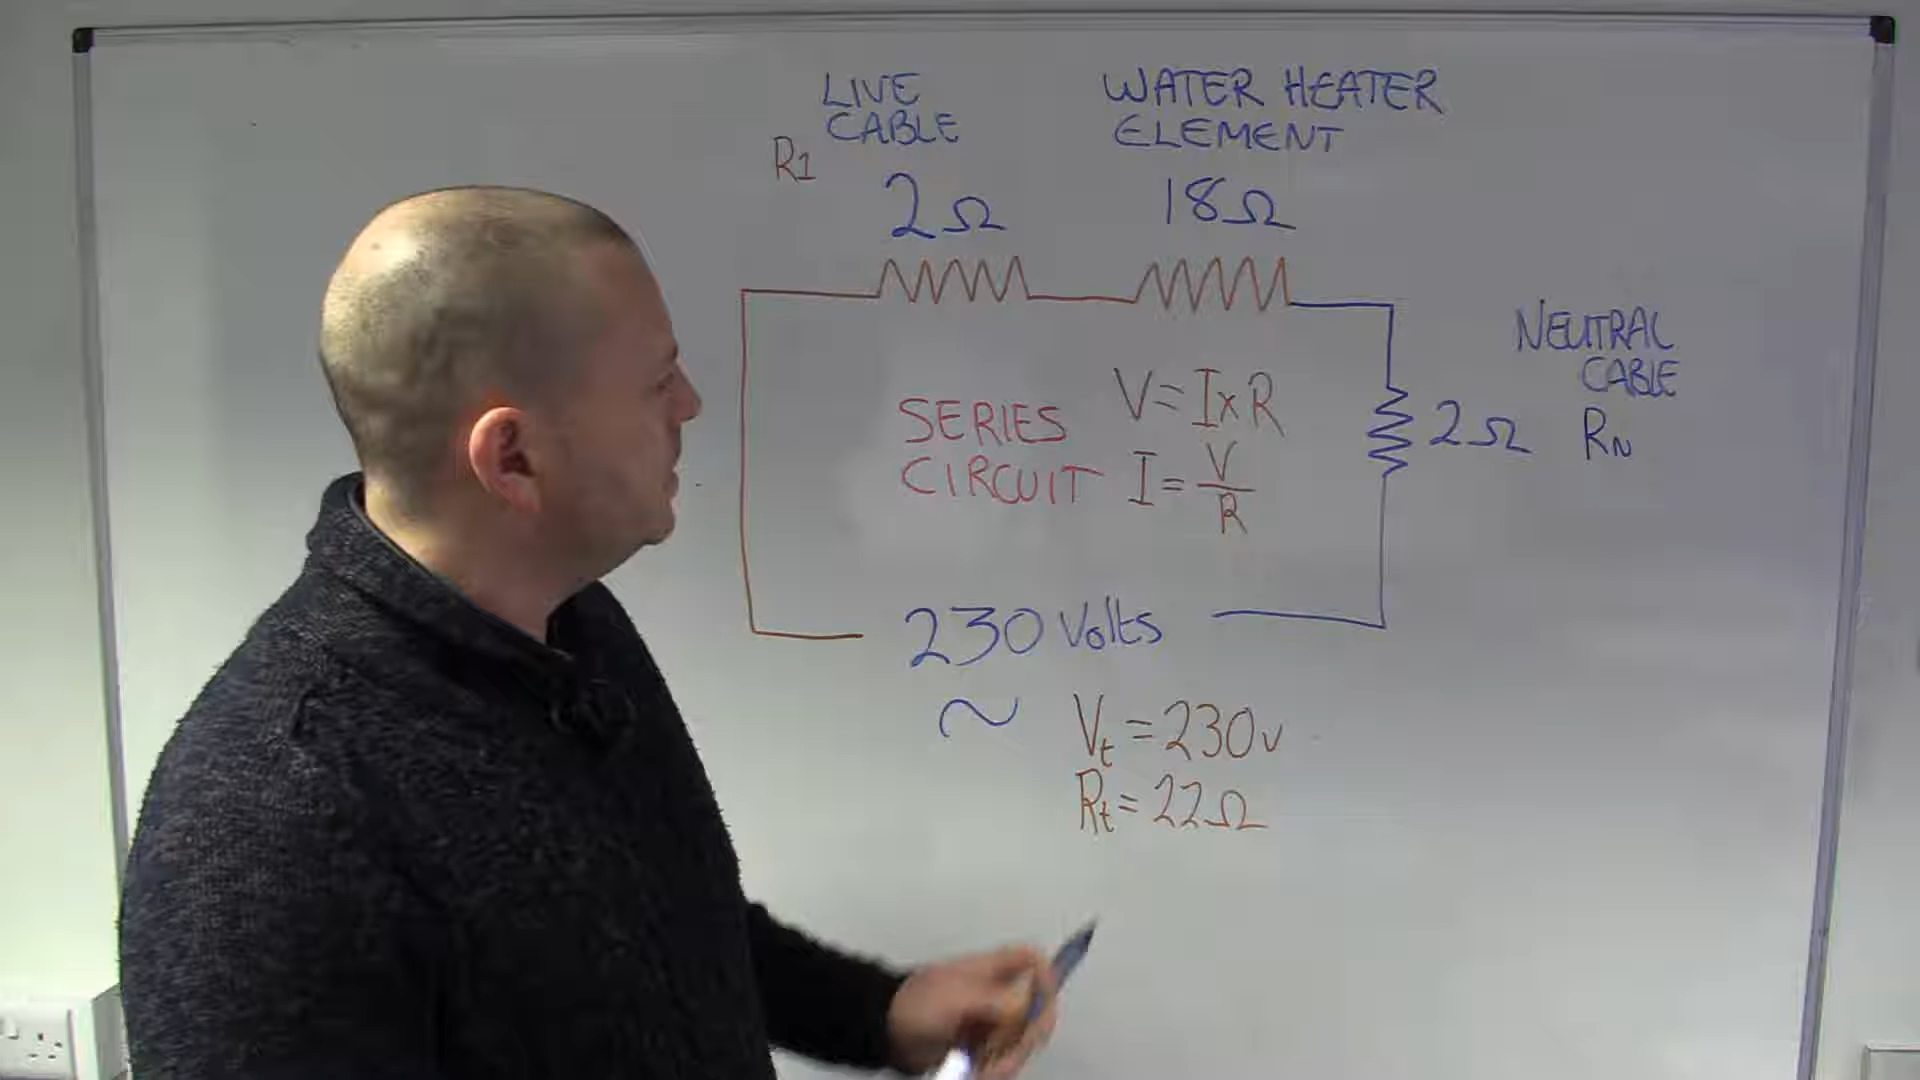 LIVE
CABLE
R1
2Ω
WATER HEATER
ELEMENT
18Ω
NEUTRAL
CABLE
2Ω RN
SERIES
CIRCUIT
V=IxR
I=V/R
230 Volts
~
Vt=230v
Rt=22Ω